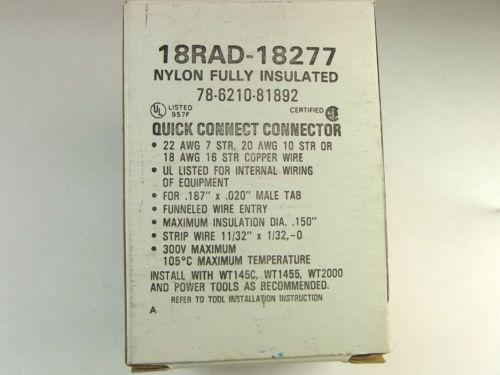 18RAD-18277
NYLON FULLY INSULATED
78-6210-81892
UL LISTED 957F CERTIFIED SA
QUICK CONNECT CONNECTOR
• 22 AWG 7 STR, 20 AWG 10 STR OR
18 AWG 16 STR COPPER WIRE
• UL LISTED FOR INTERNAL WIRING
OF EQUIPMENT
• FOR .187" x .020" MALE TAB
• FUNNELED WIRE ENTRY
• MAXIMUM INSULATION DIA. .150"
• STRIP WIRE 11/32" x 1/32,-0
• 300V MAXIMUM
105°C MAXIMUM TEMPERATURE
INSTALL WITH WT145C, WT1455, WT2000
AND POWER TOOLS AS RECOMMENDED.
REFER TO TOOL INSTALLATION INSTRUCTION
A